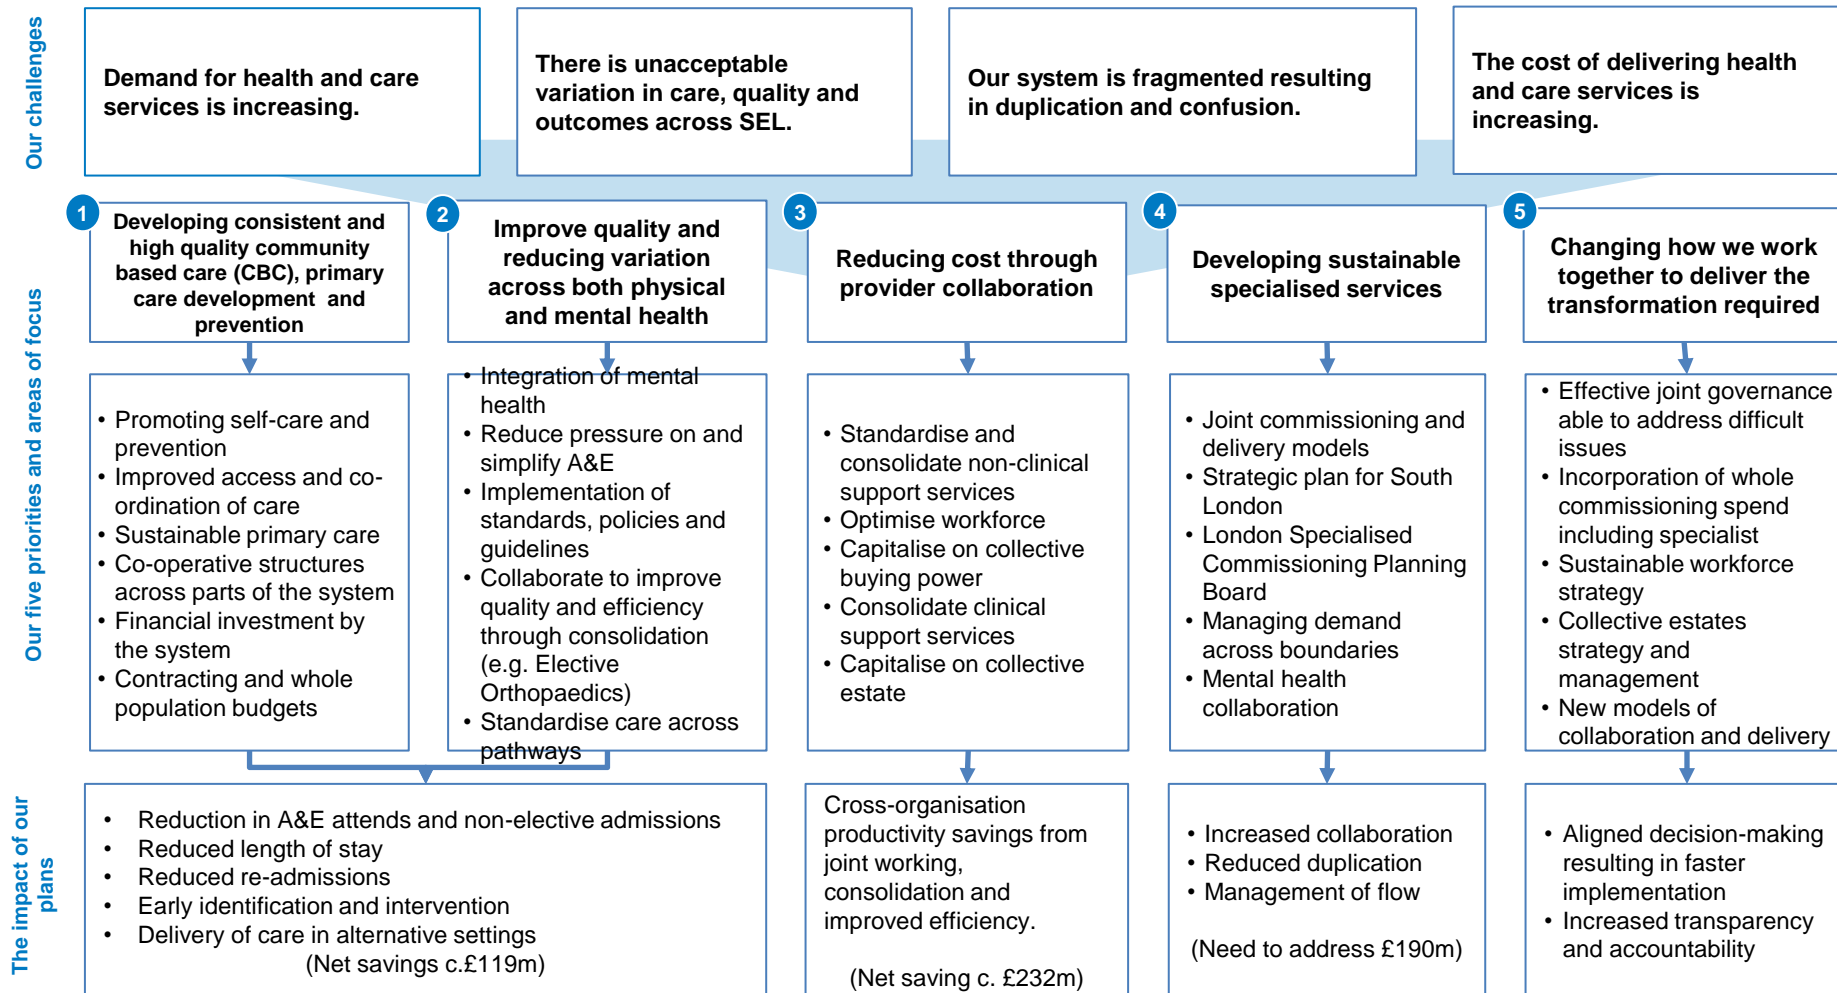 Our challenges
Demand for health and care
services is increasing.
There is unacceptable
variation in care, quality and
outcomes across SEL.
Our system is fragmented resulting
in duplication and confusion.
The cost of delivering health
and care services is
increasing.
Our five priorities and areas of focus
1
Developing consistent and
high quality community
based care (CBC), primary
care development and
prevention
2
Improve quality and
reducing variation
across both physical
and mental health
3
Reducing cost through
provider collaboration
4
Developing sustainable
specialised services
5
Changing how we work
together to deliver the
transformation required
• Promoting self-care and
prevention
• Improved access and co-
ordination of care
• Sustainable primary care
• Co-operative structures
across parts of the system
• Financial investment by
the system
• Contracting and whole
population budgets
• Integration of mental
health
• Reduce pressure on and
simplify A&E
• Implementation of
standards, policies and
guidelines
• Collaborate to improve
quality and efficiency
through consolidation
(e.g. Elective
Orthopaedics)
• Standardise care across
pathways
• Standardise and
consolidate non-clinical
support services
• Optimise workforce
• Capitalise on collective
buying power
• Consolidate clinical
support services
• Capitalise on collective
estate
• Joint commissioning and
delivery models
• Strategic plan for South
London
• London Specialised
Commissioning Planning
Board
• Managing demand
across boundaries
• Mental health
collaboration
• Effective joint governance
able to address difficult
issues
• Incorporation of whole
commissioning spend
including specialist
• Sustainable workforce
strategy
• Collective estates
strategy and
management
• New models of
collaboration and delivery
The impact of our
plans
• Reduction in A&E attends and non-elective admissions
• Reduced length of stay
• Reduced re-admissions
• Early identification and intervention
• Delivery of care in alternative settings
(Net savings c.£119m)
Cross-organisation
productivity savings from
joint working,
consolidation and
improved efficiency.
(Net saving c. £232m)
• Increased collaboration
• Reduced duplication
• Management of flow
(Need to address £190m)
• Aligned decision-making
resulting in faster
implementation
• Increased transparency
and accountability